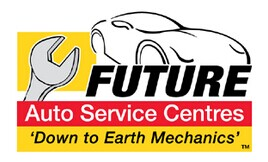 FUTURE
Auto Service Centres
‘Down to Earth Mechanics’
TM